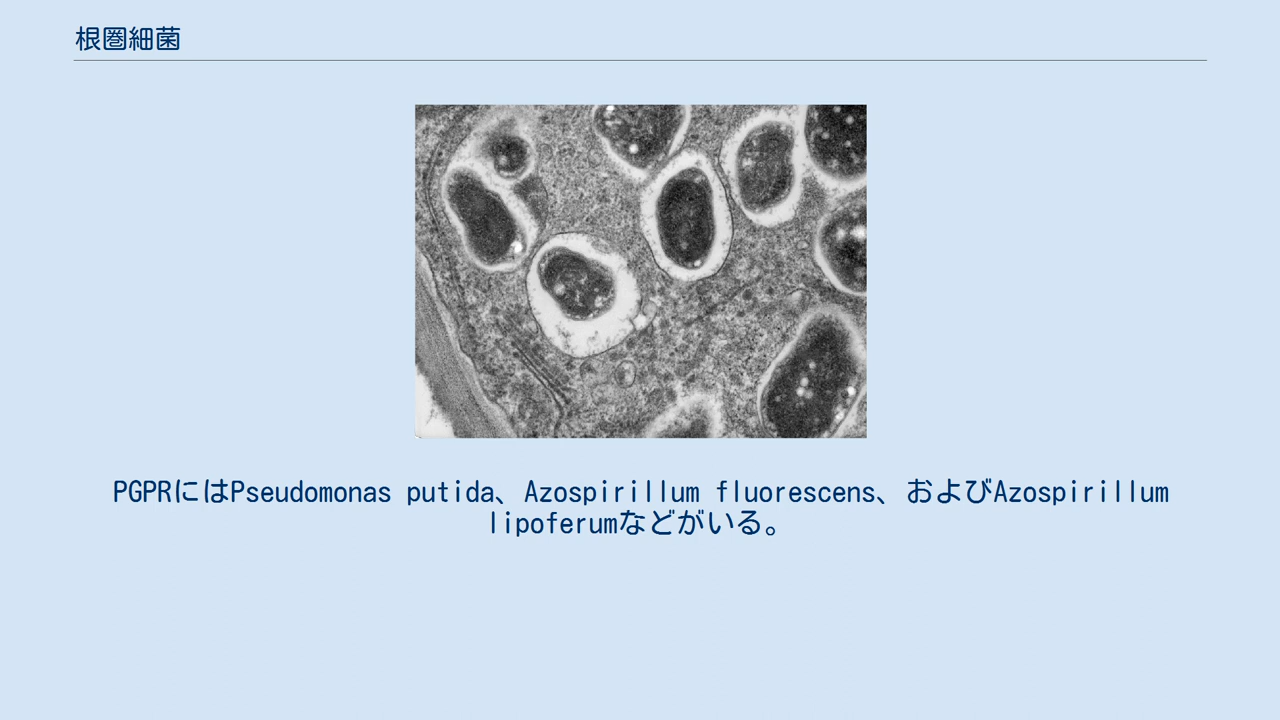 根圏細菌
PGPRにはPseudomonas putida、Azospirillum fluorescens、およびAzospirillum
lipoferumなどがいる。